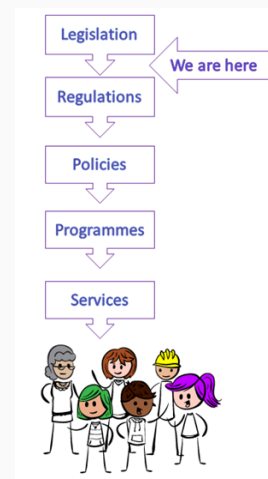 Legislation
We are here
Regulations
Policies
Programmes
Services